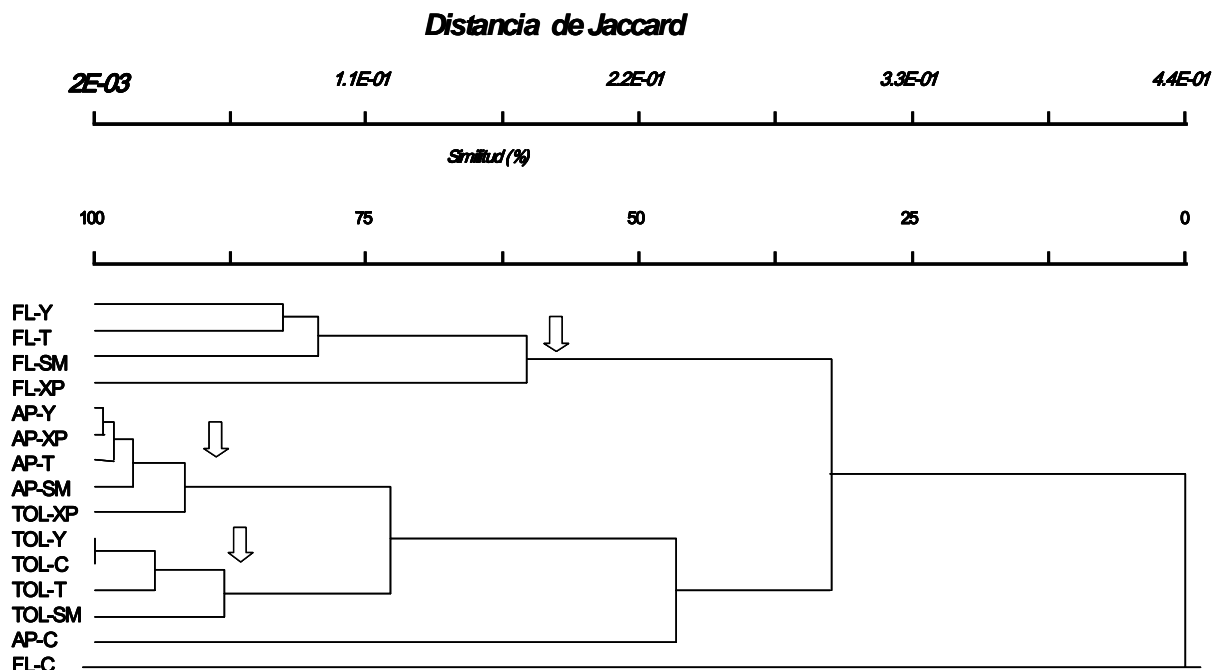 Distancia de Jaccard
2E-03 1.1E-01 2.2E-01 3.3E-01 4.4E-01
Similitud (%)
100 75 50 25 0
FL-Y
FL-T
FL-SM
FL-XP
AP-Y
AP-XP
AP-T
AP-SM
TOL-XP
TOL-Y
TOL-C
TOL-T
TOL-SM
AP-C
FL-C